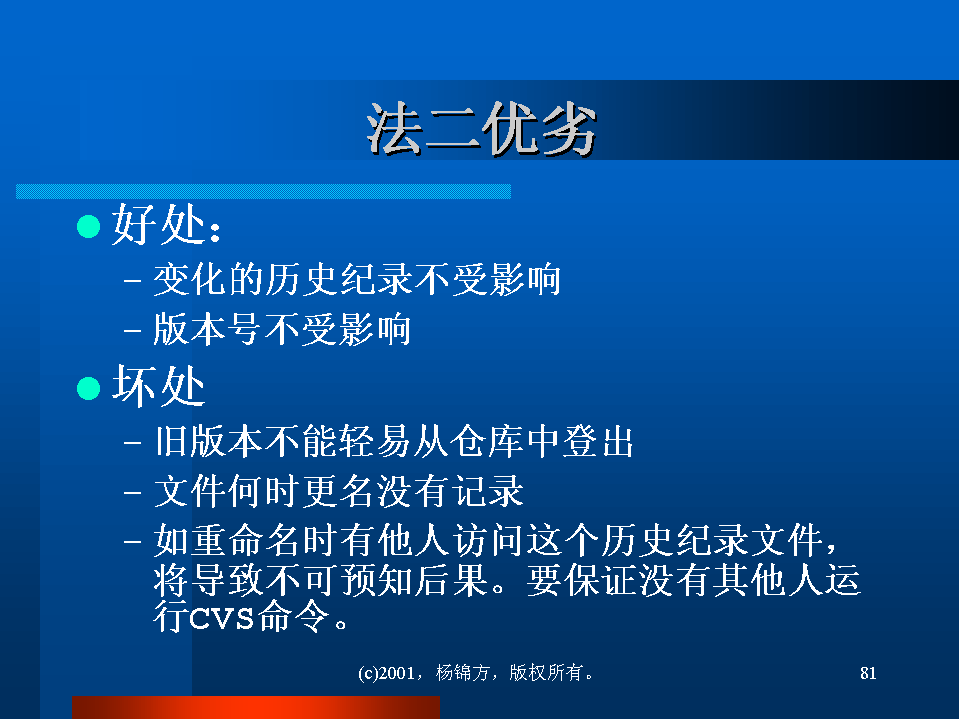 法二优劣
好处：
–变化的历史纪录不受影响
–版本号不受影响
坏处
–旧版本不能轻易从仓库中登出
–文件何时更名没有记录
–如重命名时有他人访问这个历史纪录文件，
将导致不可预知后果。要保证没有其他人运
行CVS命令。
(c)2001，杨锦方，版权所有。
81